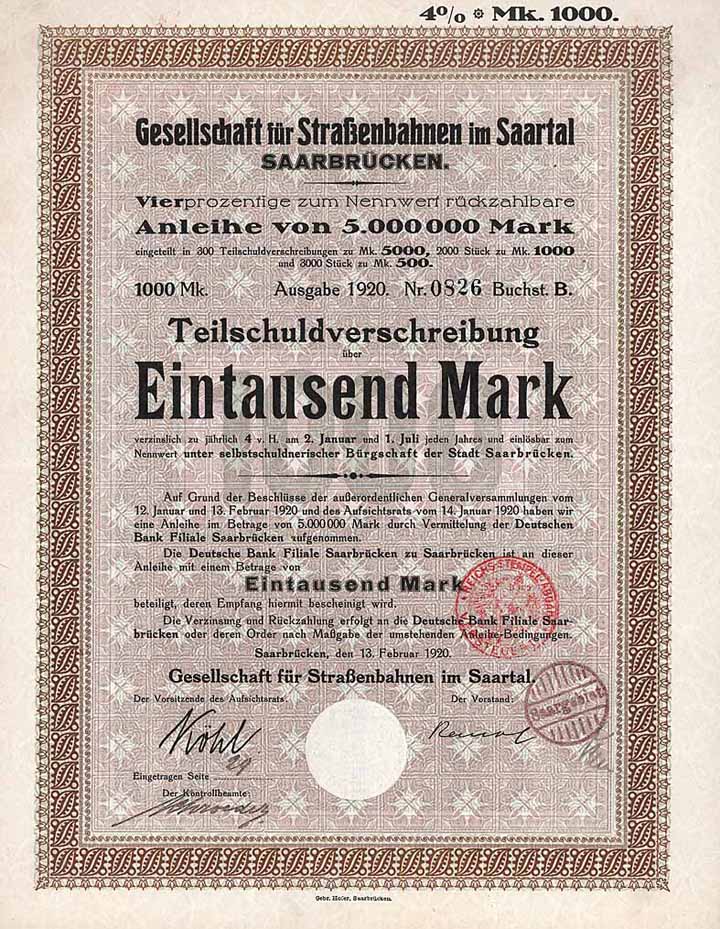 4% ✼ Mk. 1000.
Gesellschaft für Straßenbahnen im Saartal
SAARBRÜCKEN.
Vierprozentige zum Nennwert rückzahlbare
Anleihe von 5.000000 Mark
eingeteilt in 300 Teilschuldverschreibungen zu Mk. 5000, 2000 Stück zu Mk. 1000
und 3000 Stück zu Mk. 500.
1000 Mk. Ausgabe 1920. Nr. 0826 Buchst. B.
Teilschuldverschreibung
über
Eintausend Mark
verzinslich zu jährlich 4 v. H. am 2. Januar und 1. Juli jeden Jahres und einlösbar zum
Nennwert unter selbstschuldnerischer Bürgschaft der Stadt Saarbrücken.
Auf Grund der Beschlüsse der außerordentlichen Generalversammlungen vom
12. Januar und 13. Februar 1920 und des Aufsichtsrats vom 14. Januar 1920 haben wir
eine Anleihe im Betrage von 5.000000 Mark durch Vermittelung der Deutschen
Bank Filiale Saarbrücken aufgenommen.
Die Deutsche Bank Filiale Saarbrücken zu Saarbrücken ist an dieser
Anleihe mit einem Betrage von
Eintausend Mark
beteiligt, deren Empfang hiermit bescheinigt wird.
Die Verzinsung und Rückzahlung erfolgt an die Deutsche Bank Filiale Saar-
brücken oder deren Order nach Maßgabe der umstehenden Anleihe-Bedingungen.
Saarbrücken, den 13. Februar 1920.
Gesellschaft für Straßenbahnen im Saartal.
Der Vorsitzende des Aufsichtsrats:
Der Vorstand:
Saargebiet
Köhl
Eingetragen Seite 29
Der Kontrollbeamte:
Gebr. Hofer, Saarbrücken.